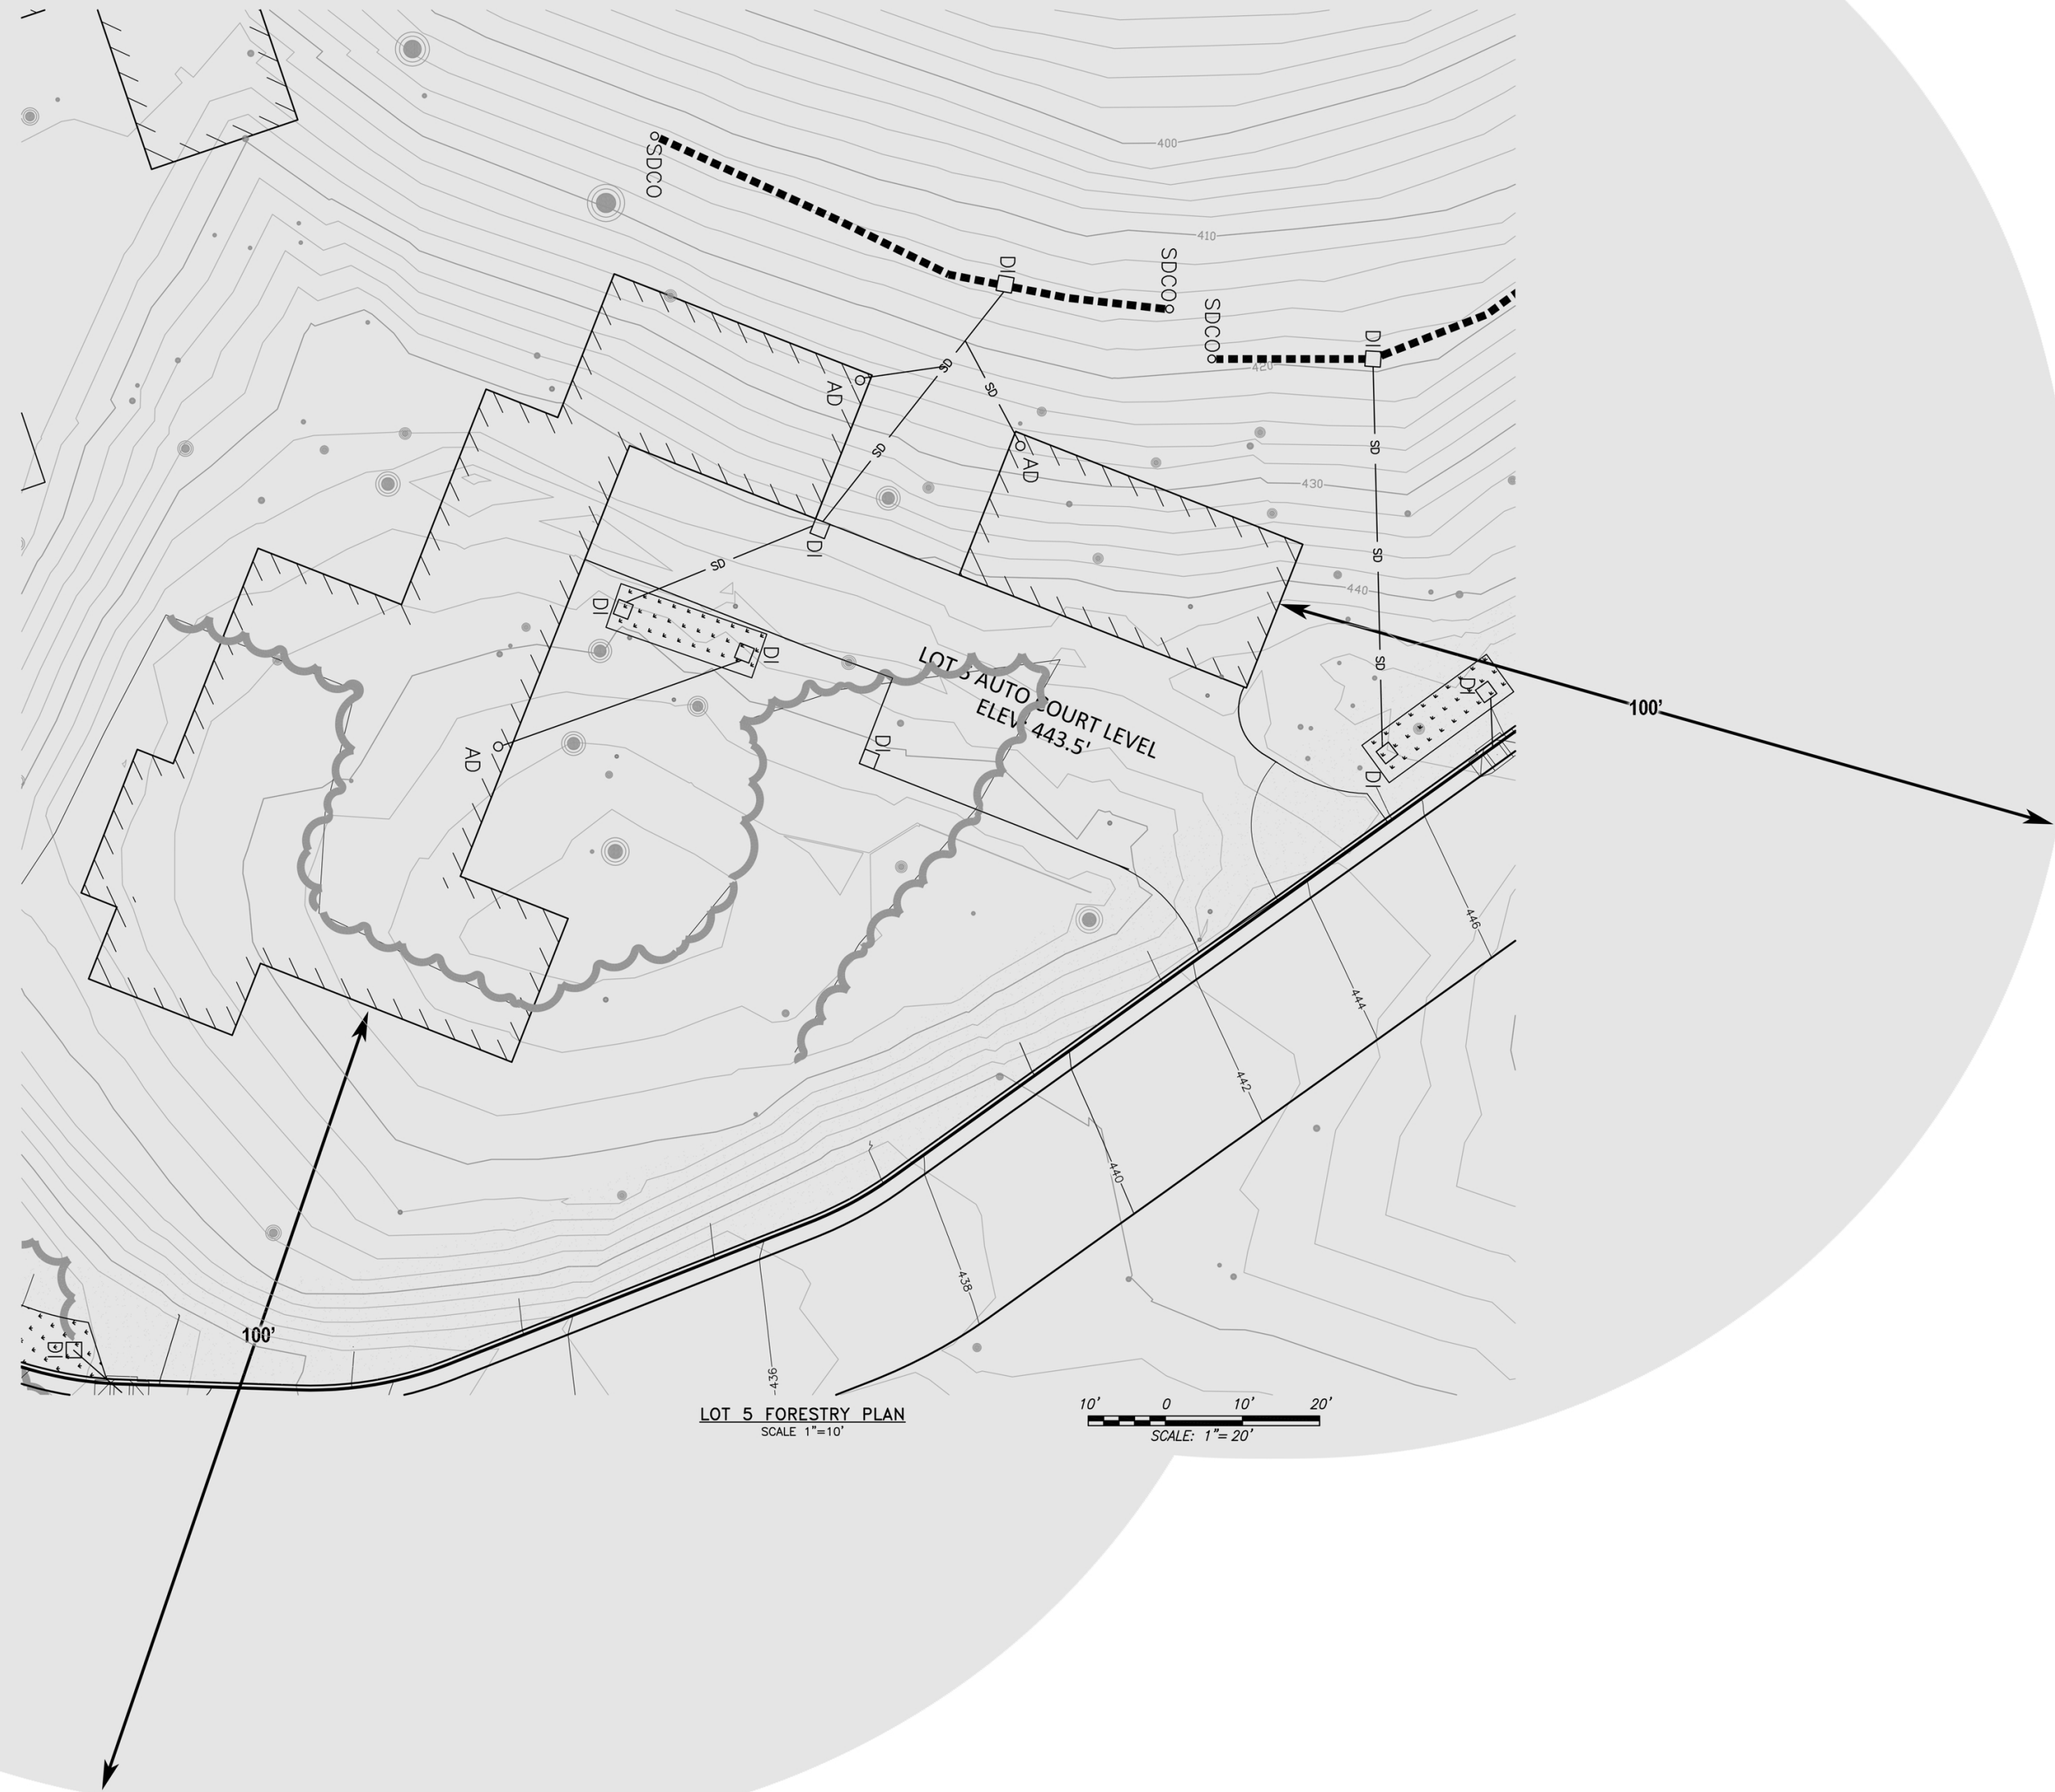 400
SDCO
410
DI
SDCO
SDCO
DI
420
SD
AD
SD
SD
SD
AD
430
DI
SD
SD
440
DI
DI
SD
LOT 5 AUTO COURT LEVEL
ELEV. 443.5'
DI
100'
DI
AD
DI
446
444
442
440
438
100'
DI
436
LOT 5 FORESTRY PLAN
SCALE 1"=10'
10' 0 10' 20'
SCALE: 1"= 20'